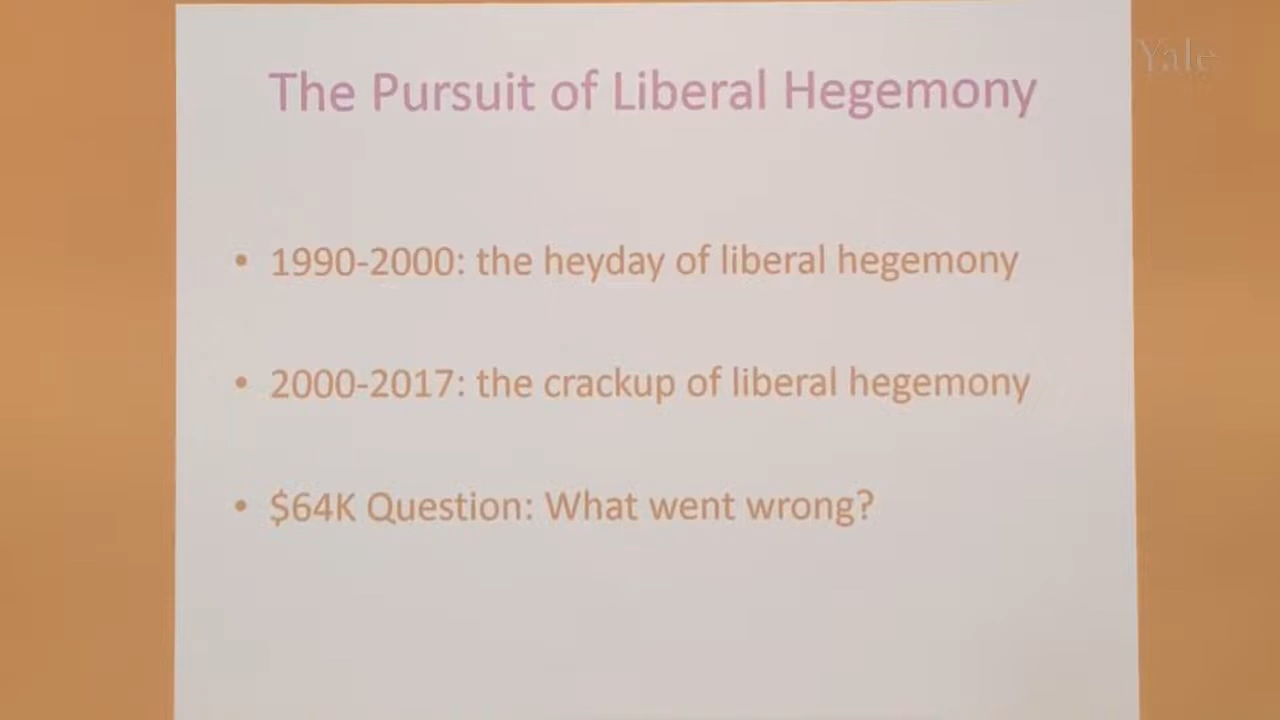 The Pursuit of Liberal Hegemony
Yale
• 1990-2000: the heyday of liberal hegemony
• 2000-2017: the crackup of liberal hegemony
• $64K Question: What went wrong?